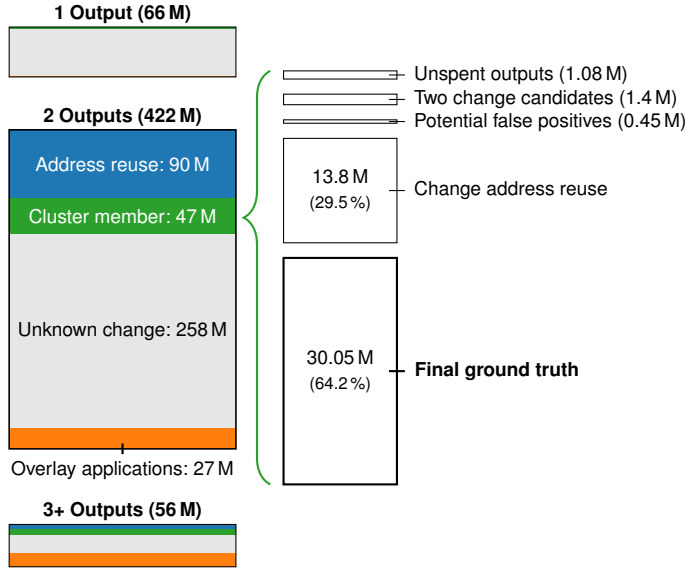 1 Output (66 M)
2 Outputs (422 M)
Address reuse: 90 M
Cluster member: 47 M
Unknown change: 258 M
Overlay applications: 27 M
3+ Outputs (56 M)
Unspent outputs (1.08 M)
Two change candidates (1.4 M)
Potential false positives (0.45 M)
13.8 M
(29.5 %)
Change address reuse
30.05 M
(64.2 %)
Final ground truth